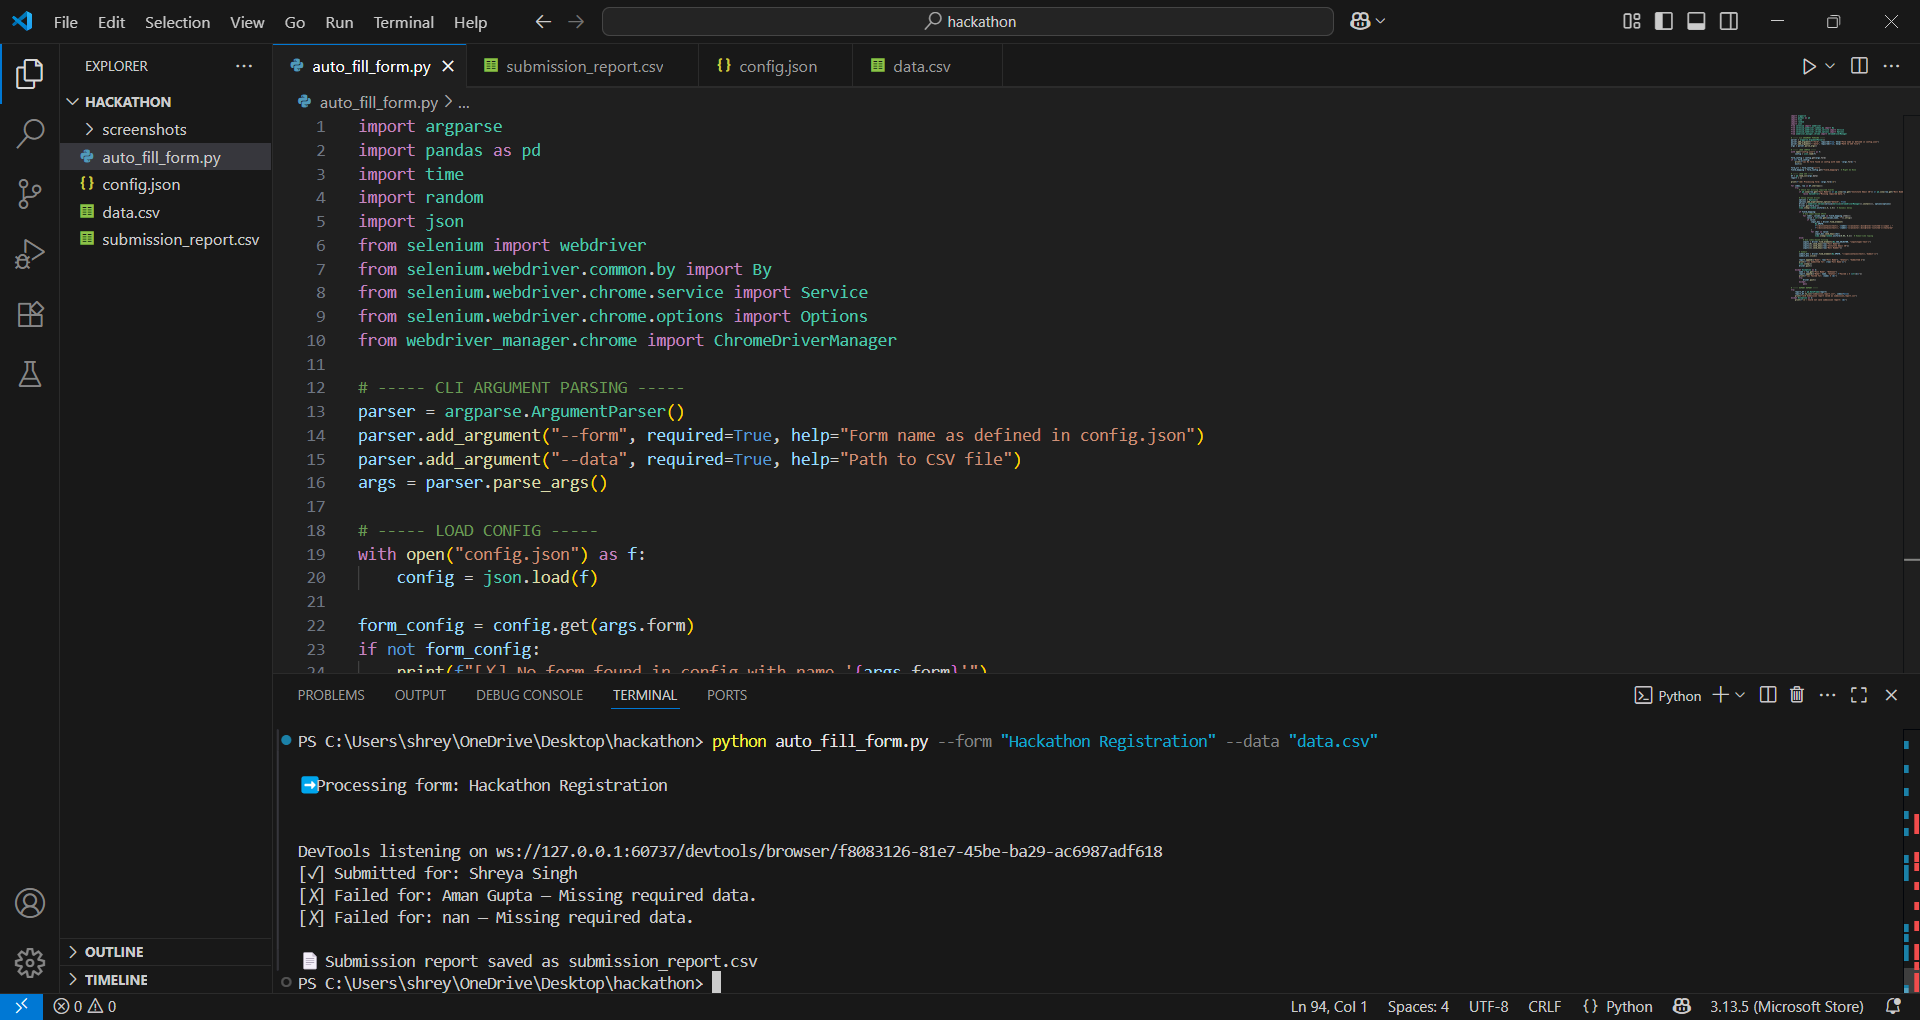 File Edit Selection View Go Run Terminal Help hackathon
EXPLORER
HACKATHON
screenshots
auto_fill_form.py
config.json
data.csv
submission_report.csv
OUTLINE
TIMELINE
auto_fill_form.py submission_report.csv config.json data.csv
auto_fill_form.py > ...
1 import argparse
2 import pandas as pd
3 import time
4 import random
5 import json
6 from selenium import webdriver
7 from selenium.webdriver.common.by import By
8 from selenium.webdriver.chrome.service import Service
9 from selenium.webdriver.chrome.options import Options
10 from webdriver_manager.chrome import ChromeDriverManager
11
12 # ----- CLI ARGUMENT PARSING -----
13 parser = argparse.ArgumentParser()
14 parser.add_argument("--form", required=True, help="Form name as defined in config.json")
15 parser.add_argument("--data", required=True, help="Path to CSV file")
16 args = parser.parse_args()
17
18 # ----- LOAD CONFIG -----
19 with open("config.json") as f:
20 config = json.load(f)
21
22 form_config = config.get(args.form)
23 if not form_config:
24 print(f"[X] No form found in config with name '{args.form}'")
PROBLEMS OUTPUT DEBUG CONSOLE TERMINAL PORTS Python
PS C:\Users\shrey\OneDrive\Desktop\hackathon> python auto_fill_form.py --form "Hackathon Registration" --data "data.csv"
➡Processing form: Hackathon Registration
DevTools listening on ws://127.0.0.1:60737/devtools/browser/f8083126-81e7-45be-ba29-ac6987adf618
[✓] Submitted for: Shreya Singh
[X] Failed for: Aman Gupta — Missing required data.
[X] Failed for: nan — Missing required data.
📄 Submission report saved as submission_report.csv
PS C:\Users\shrey\OneDrive\Desktop\hackathon>
0 0 Ln 94, Col 1 Spaces: 4 UTF-8 CRLF {} Python 3.13.5 (Microsoft Store)